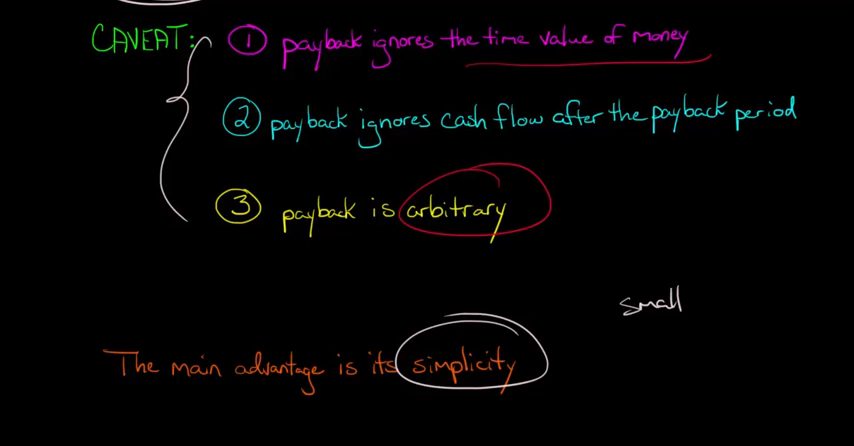 CAVEAT: ① payback ignores the time value of money
② payback ignores cash flow after the payback period
③ payback is arbitrary
small
The main advantage is its simplicity